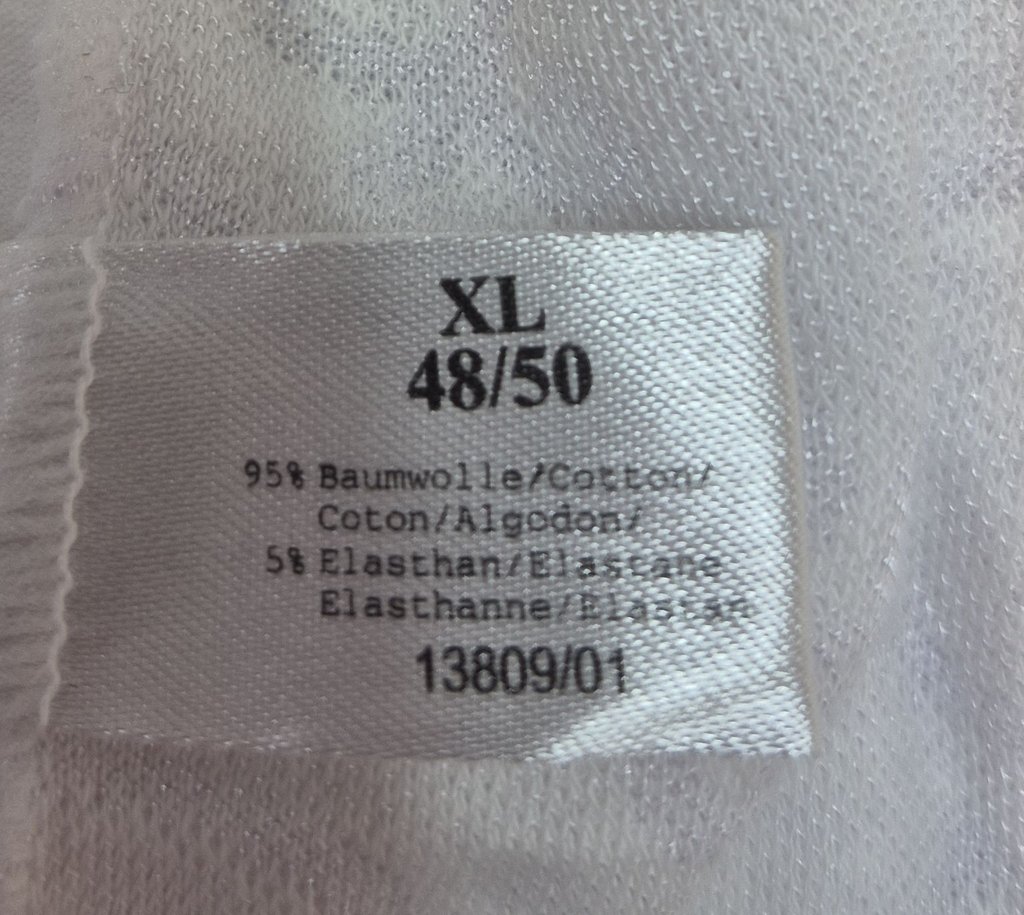 XL
48/50
95% Baumwolle/Cotton/
Coton/Algodon/
5% Elasthan/Elastane
Elasthanne/Elastan
13809/01